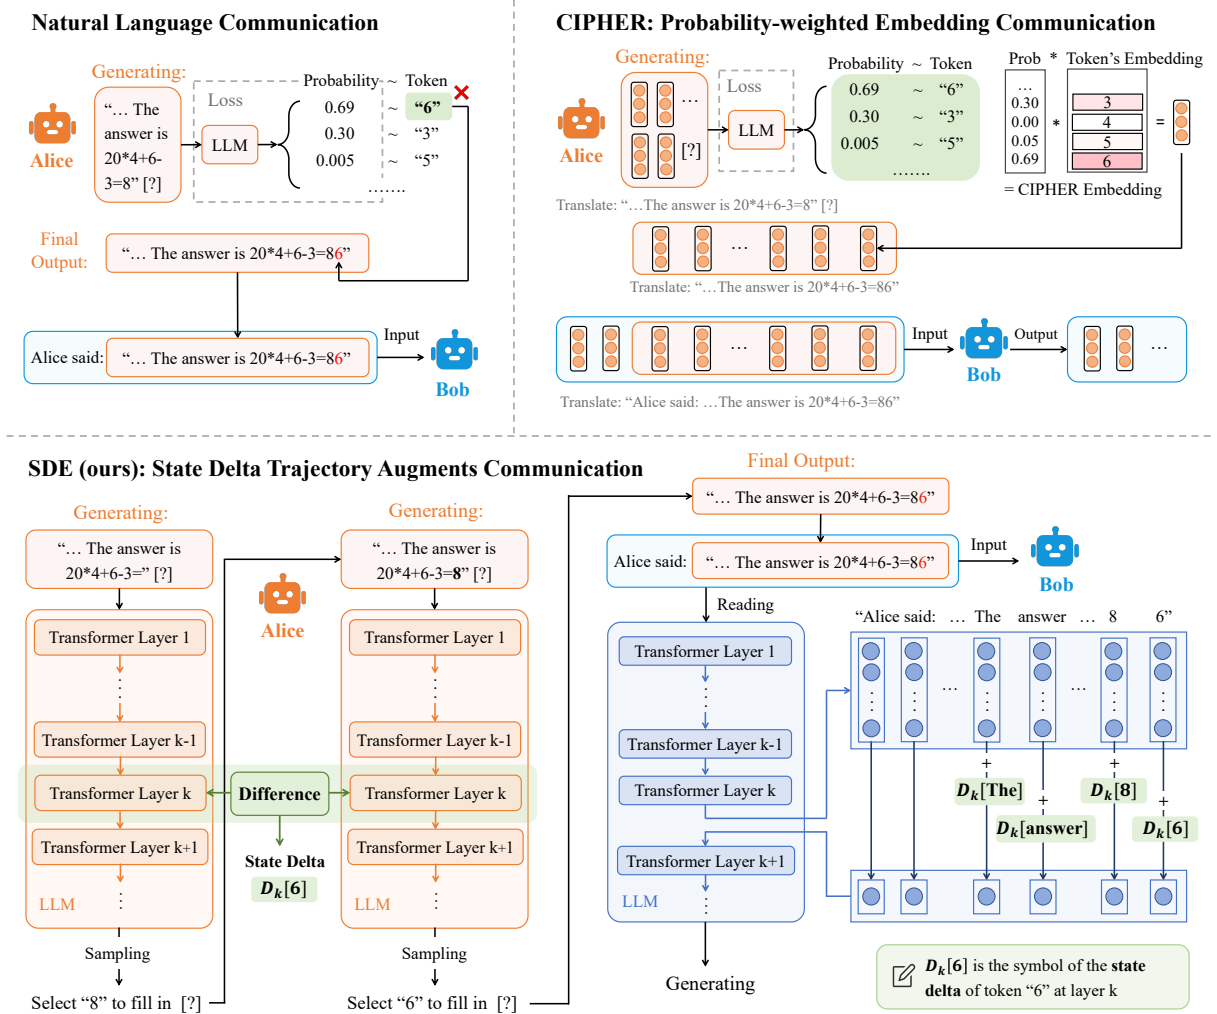 Natural Language Communication
Generating:
Alice
“… The
answer is
20*4+6-
3=8” [?]
Loss
LLM
Probability ~ Token
0.69 ~ “6”
0.30 ~ “3”
0.005 ~ “5”
.......
Final
Output:
“… The answer is 20*4+6-3=86”
Alice said: “… The answer is 20*4+6-3=86”
Input
Bob
CIPHER: Probability-weighted Embedding Communication
Generating:
Alice
… [?]
Loss
LLM
Probability ~ Token
0.69 ~ “6”
0.30 ~ “3”
0.005 ~ “5”
.......
Prob * Token’s Embedding
...
0.30 3
0.00 * 4 =
0.05 5
0.69 6
= CIPHER Embedding
Translate: “…The answer is 20*4+6-3=8” [?]
…
Translate: “…The answer is 20*4+6-3=86”
…
Input
Bob
Output
…
Translate: “Alice said: …The answer is 20*4+6-3=86”
SDE (ours): State Delta Trajectory Augments Communication
Generating:
“… The answer is
20*4+6-3=” [?]
Transformer Layer 1
Transformer Layer k-1
Transformer Layer k
Transformer Layer k+1
LLM
Sampling
Select “8” to fill in [?]
Alice
Difference
State Delta
D_k[6]
Generating:
“… The answer is
20*4+6-3=8” [?]
Transformer Layer 1
Transformer Layer k-1
Transformer Layer k
Transformer Layer k+1
LLM
Sampling
Select “6” to fill in [?]
Final Output:
“… The answer is 20*4+6-3=86”
Alice said: “… The answer is 20*4+6-3=86”
Input
Bob
Reading
Transformer Layer 1
Transformer Layer k-1
Transformer Layer k
Transformer Layer k+1
LLM
Generating
“Alice said: … The answer … 8 6”
… …
+ +
D_k[The] D_k[8]
+ +
D_k[answer] D_k[6]
D_k[6] is the symbol of the state
delta of token “6” at layer k